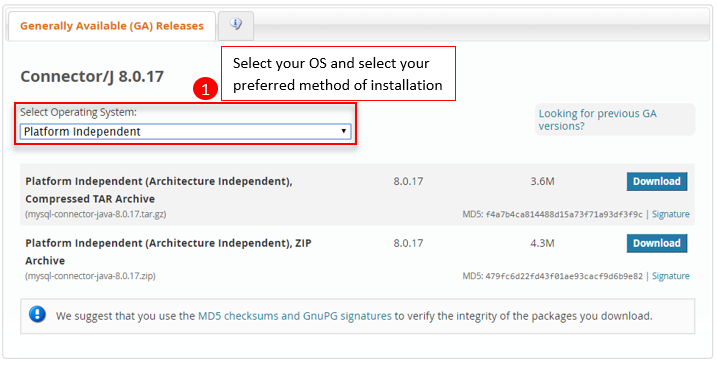 Generally Available (GA) Releases
Select your OS and select your
preferred method of installation
Connector/J 8.0.17
1
Select Operating System:
Platform Independent
Looking for previous GA
versions?
Platform Independent (Architecture Independent),
Compressed TAR Archive
8.0.17
3.6M
Download
(mysql-connector-java-8.0.17.tar.gz)
MD5: f4a7b4ca814488d15a73f71a93df3f9c | Signature
Platform Independent (Architecture Independent), ZIP
Archive
8.0.17
4.3M
Download
(mysql-connector-java-8.0.17.zip)
MD5: 479fc6d22fd43f01ae93cacf9d6b9e82 | Signature
We suggest that you use the MD5 checksums and GnuPG signatures to verify the integrity of the packages you download.